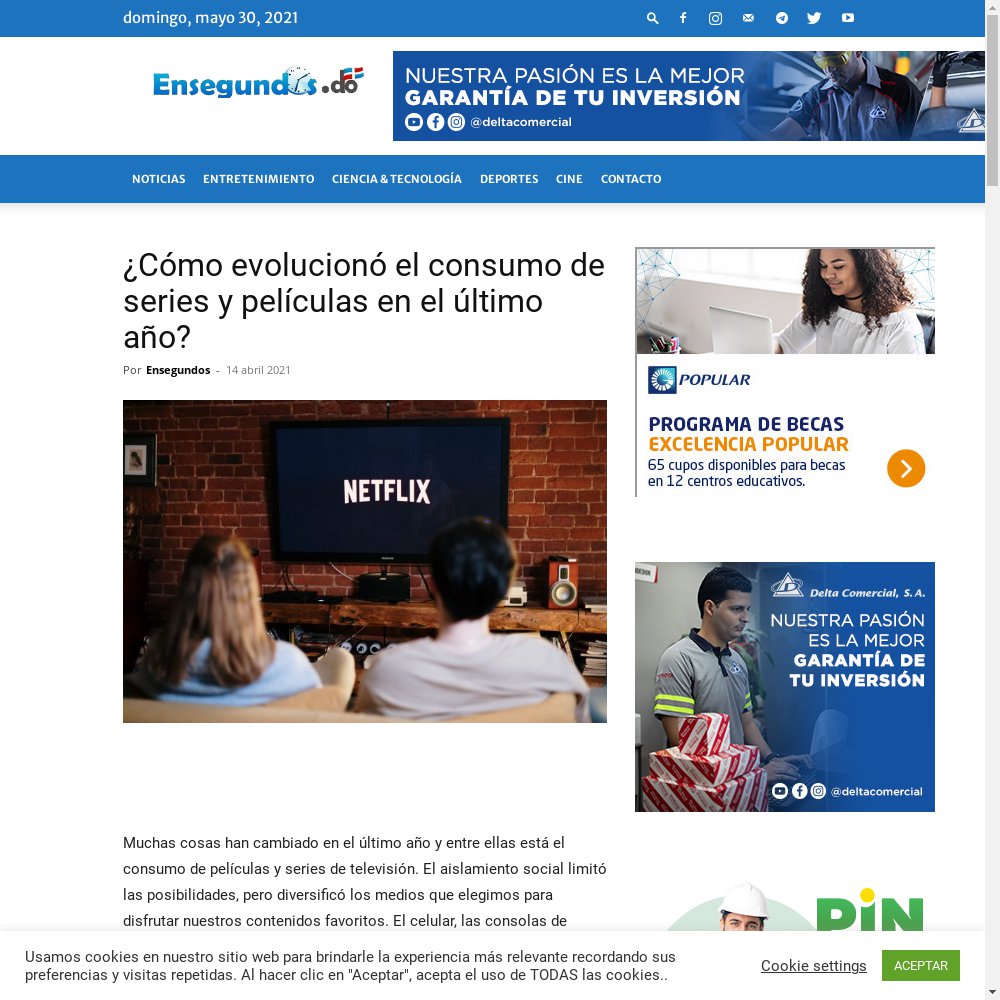 domingo, mayo 30, 2021
Ensegundos.do
NUESTRA PASIÓN ES LA MEJOR
GARANTÍA DE TU INVERSIÓN
@deltacomercial
NOTICIAS ENTRETENIMIENTO CIENCIA & TECNOLOGÍA DEPORTES CINE CONTACTO
¿Cómo evolucionó el consumo de
series y películas en el último
año?
Por Ensegundos - 14 abril 2021
NETFLIX
Muchas cosas han cambiado en el último año y entre ellas está el
consumo de películas y series de televisión. El aislamiento social limitó
las posibilidades, pero diversificó los medios que elegimos para
disfrutar nuestros contenidos favoritos. El celular, las consolas de
POPULAR
PROGRAMA DE BECAS
EXCELENCIA POPULAR
65 cupos disponibles para becas
en 12 centros educativos.
Delta Comercial, S.A.
NUESTRA PASIÓN
ES LA MEJOR
GARANTÍA DE
TU INVERSIÓN
@deltacomercial
PiN
Usamos cookies en nuestro sitio web para brindarle la experiencia más relevante recordando sus
preferencias y visitas repetidas. Al hacer clic en "Aceptar", acepta el uso de TODAS las cookies..
Cookie settings
ACEPTAR